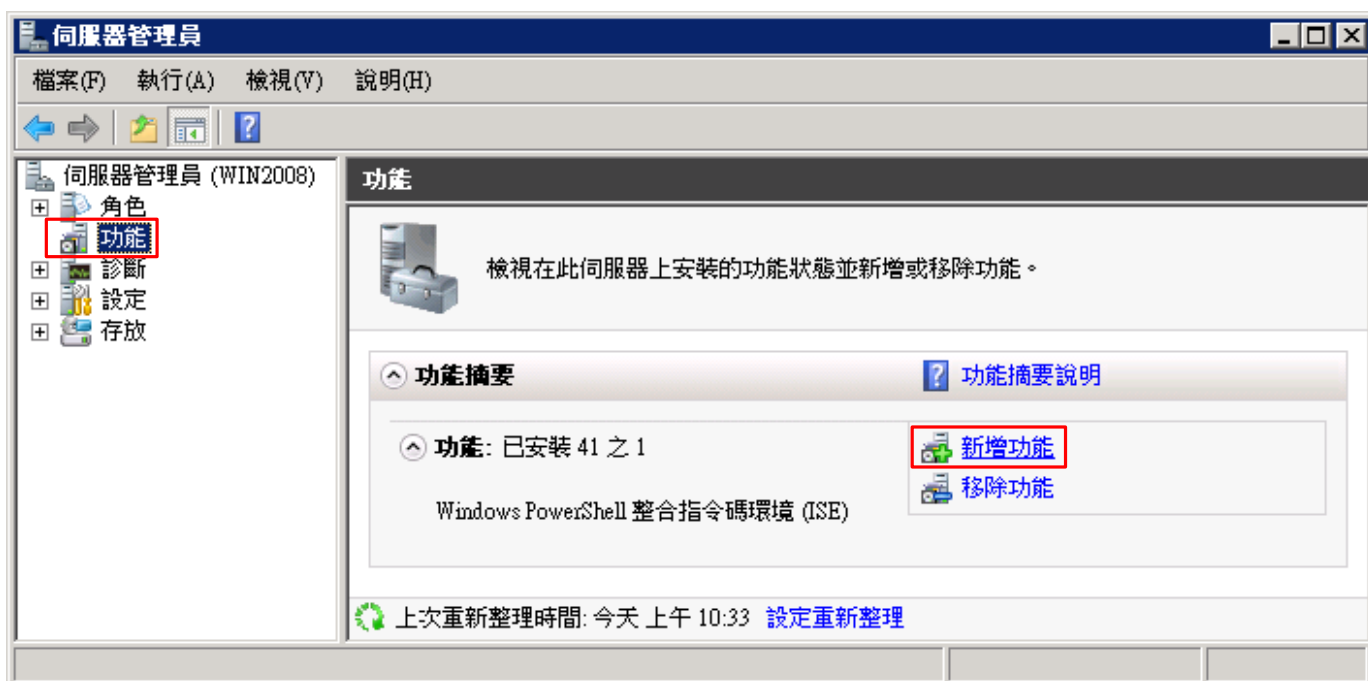 伺服器管理員
檔案(F) 執行(A) 檢視(V) 說明(H)
伺服器管理員 (WIN2008)
角色
功能
診斷
設定
存放
功能
檢視在此伺服器上安裝的功能狀態並新增或移除功能。
功能摘要
功能摘要說明
功能: 已安裝 41 之 1
新增功能
移除功能
Windows PowerShell 整合指令碼環境 (ISE)
上次重新整理時間: 今天 上午 10:33 設定重新整理